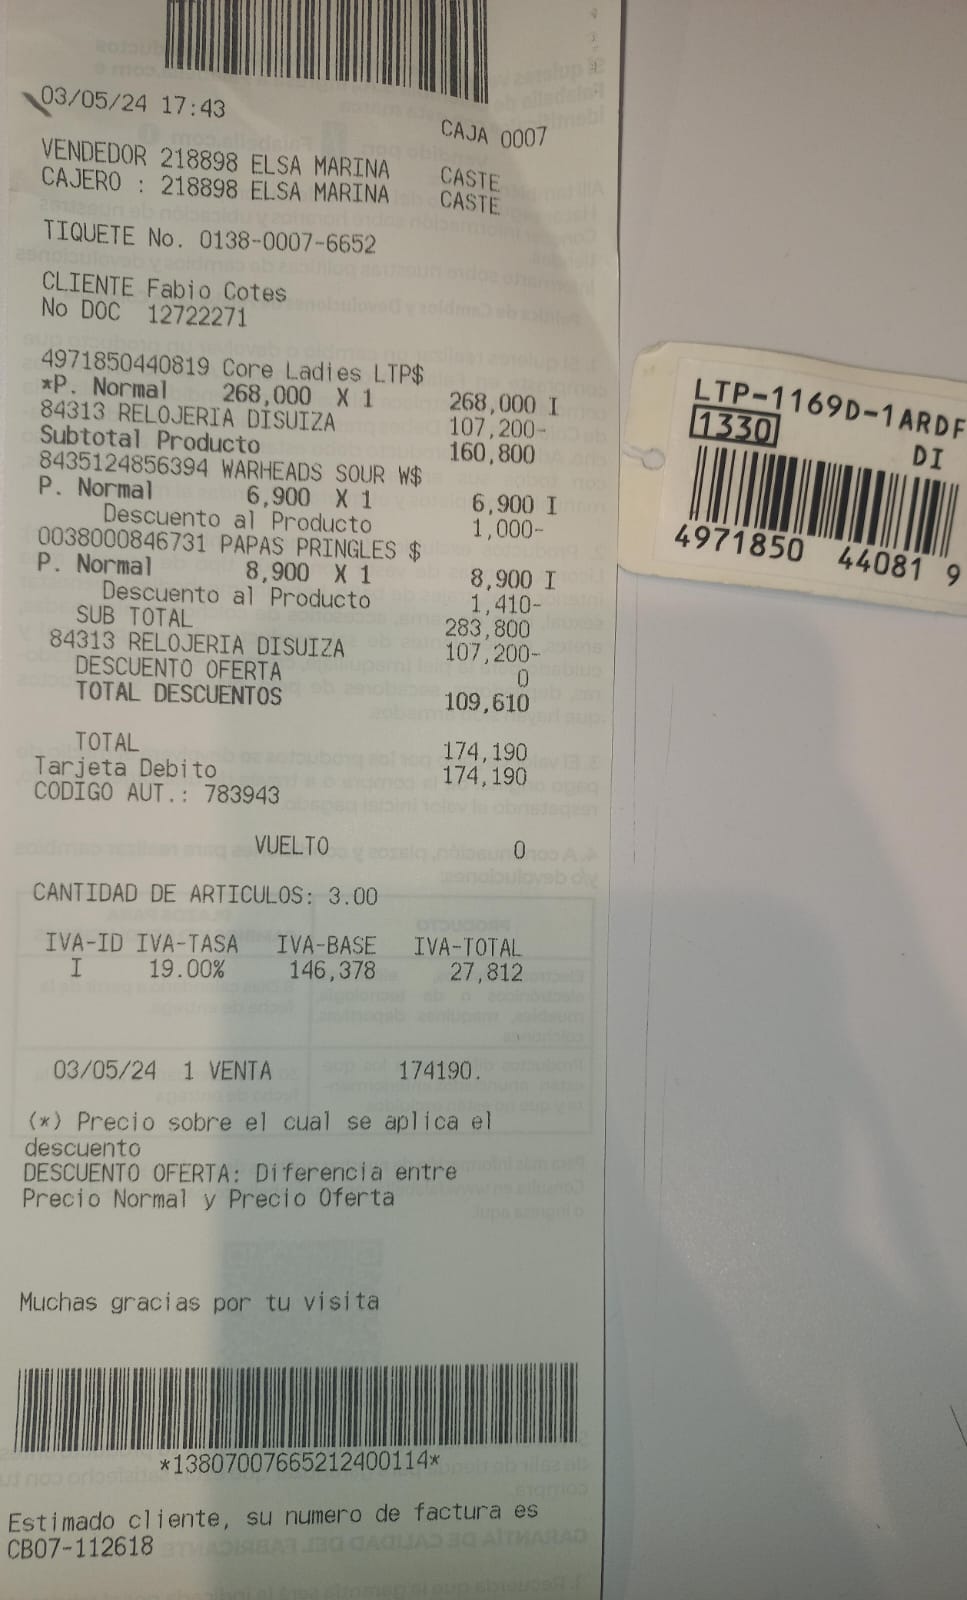 03/05/24 17:43
CAJA 0007
VENDEDOR 218898 ELSA MARINA CASTE
CAJERO : 218898 ELSA MARINA CASTE
TIQUETE No. 0138-0007-6652
CLIENTE Fabio Cotes
No DOC 12722271
4971850440819 Core Ladies LTP$
*P. Normal 268,000 X 1 268,000 I
84313 RELOJERIA DISUIZA 107,200-
Subtotal Producto 160,800
8435124856394 WARHEADS SOUR W$
P. Normal 6,900 X 1 6,900 I
Descuento al Producto 1,000-
0038000846731 PAPAS PRINGLES $
P. Normal 8,900 X 1 8,900 I
Descuento al Producto 1,410-
SUB TOTAL 283,800
84313 RELOJERIA DISUIZA 107,200-
DESCUENTO OFERTA 0
TOTAL DESCUENTOS 109,610
TOTAL 174,190
Tarjeta Debito 174,190
CODIGO AUT.: 783943
VUELTO 0
CANTIDAD DE ARTICULOS: 3.00
IVA-ID IVA-TASA IVA-BASE IVA-TOTAL
I 19.00% 146,378 27,812
03/05/24 1 VENTA 174190.
(*) Precio sobre el cual se aplica el
descuento
DESCUENTO OFERTA: Diferencia entre
Precio Normal y Precio Oferta
Muchas gracias por tu visita
*13807007665212400114*
Estimado cliente, su numero de factura es
CB07-112618
LTP-1169D-1ARDF
1330
DI
4971850 44081 9